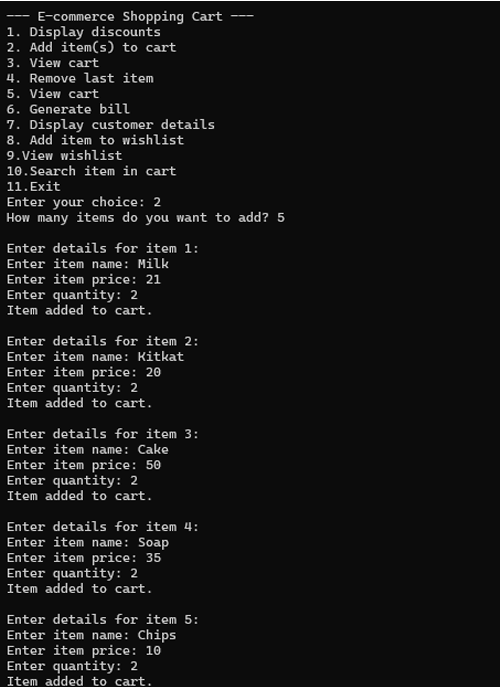 --- E-commerce Shopping Cart ---
1. Display discounts
2. Add item(s) to cart
3. View cart
4. Remove last item
5. View cart
6. Generate bill
7. Display customer details
8. Add item to wishlist
9.View wishlist
10.Search item in cart
11.Exit
Enter your choice: 2
How many items do you want to add? 5
Enter details for item 1:
Enter item name: Milk
Enter item price: 21
Enter quantity: 2
Item added to cart.
Enter details for item 2:
Enter item name: Kitkat
Enter item price: 20
Enter quantity: 2
Item added to cart.
Enter details for item 3:
Enter item name: Cake
Enter item price: 50
Enter quantity: 2
Item added to cart.
Enter details for item 4:
Enter item name: Soap
Enter item price: 35
Enter quantity: 2
Item added to cart.
Enter details for item 5:
Enter item name: Chips
Enter item price: 10
Enter quantity: 2
Item added to cart.